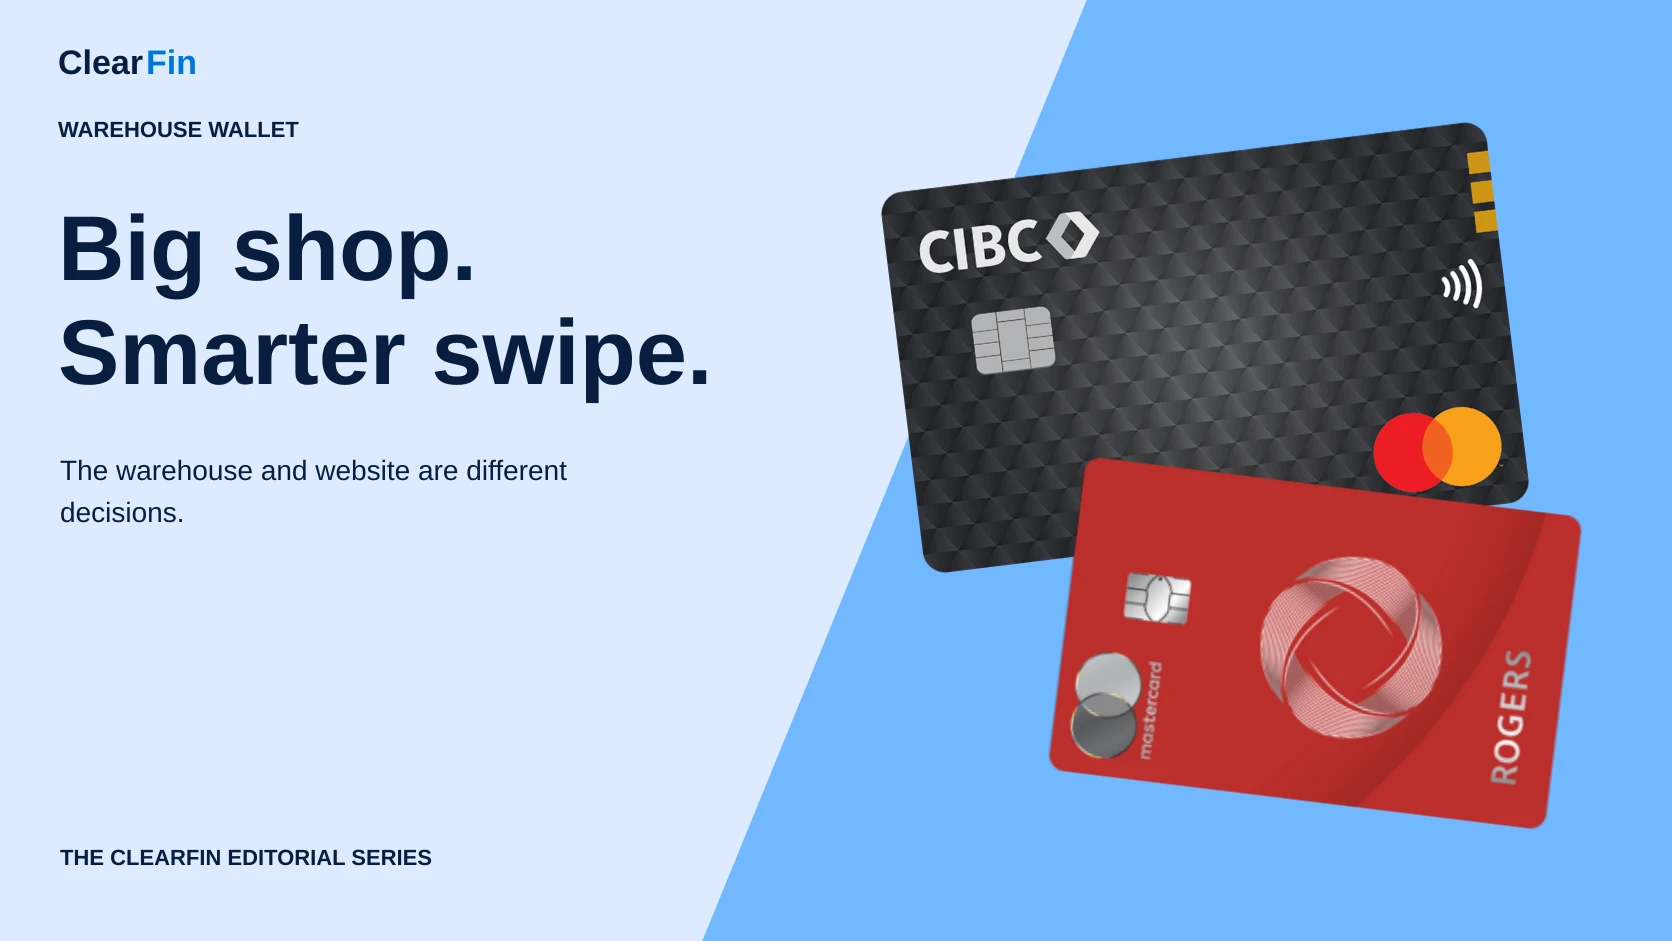 ClearFin
WAREHOUSE WALLET
Big shop.
Smarter swipe.
The warehouse and website are different
decisions.
THE CLEARFIN EDITORIAL SERIES
CIBC
mastercard
ROGERS